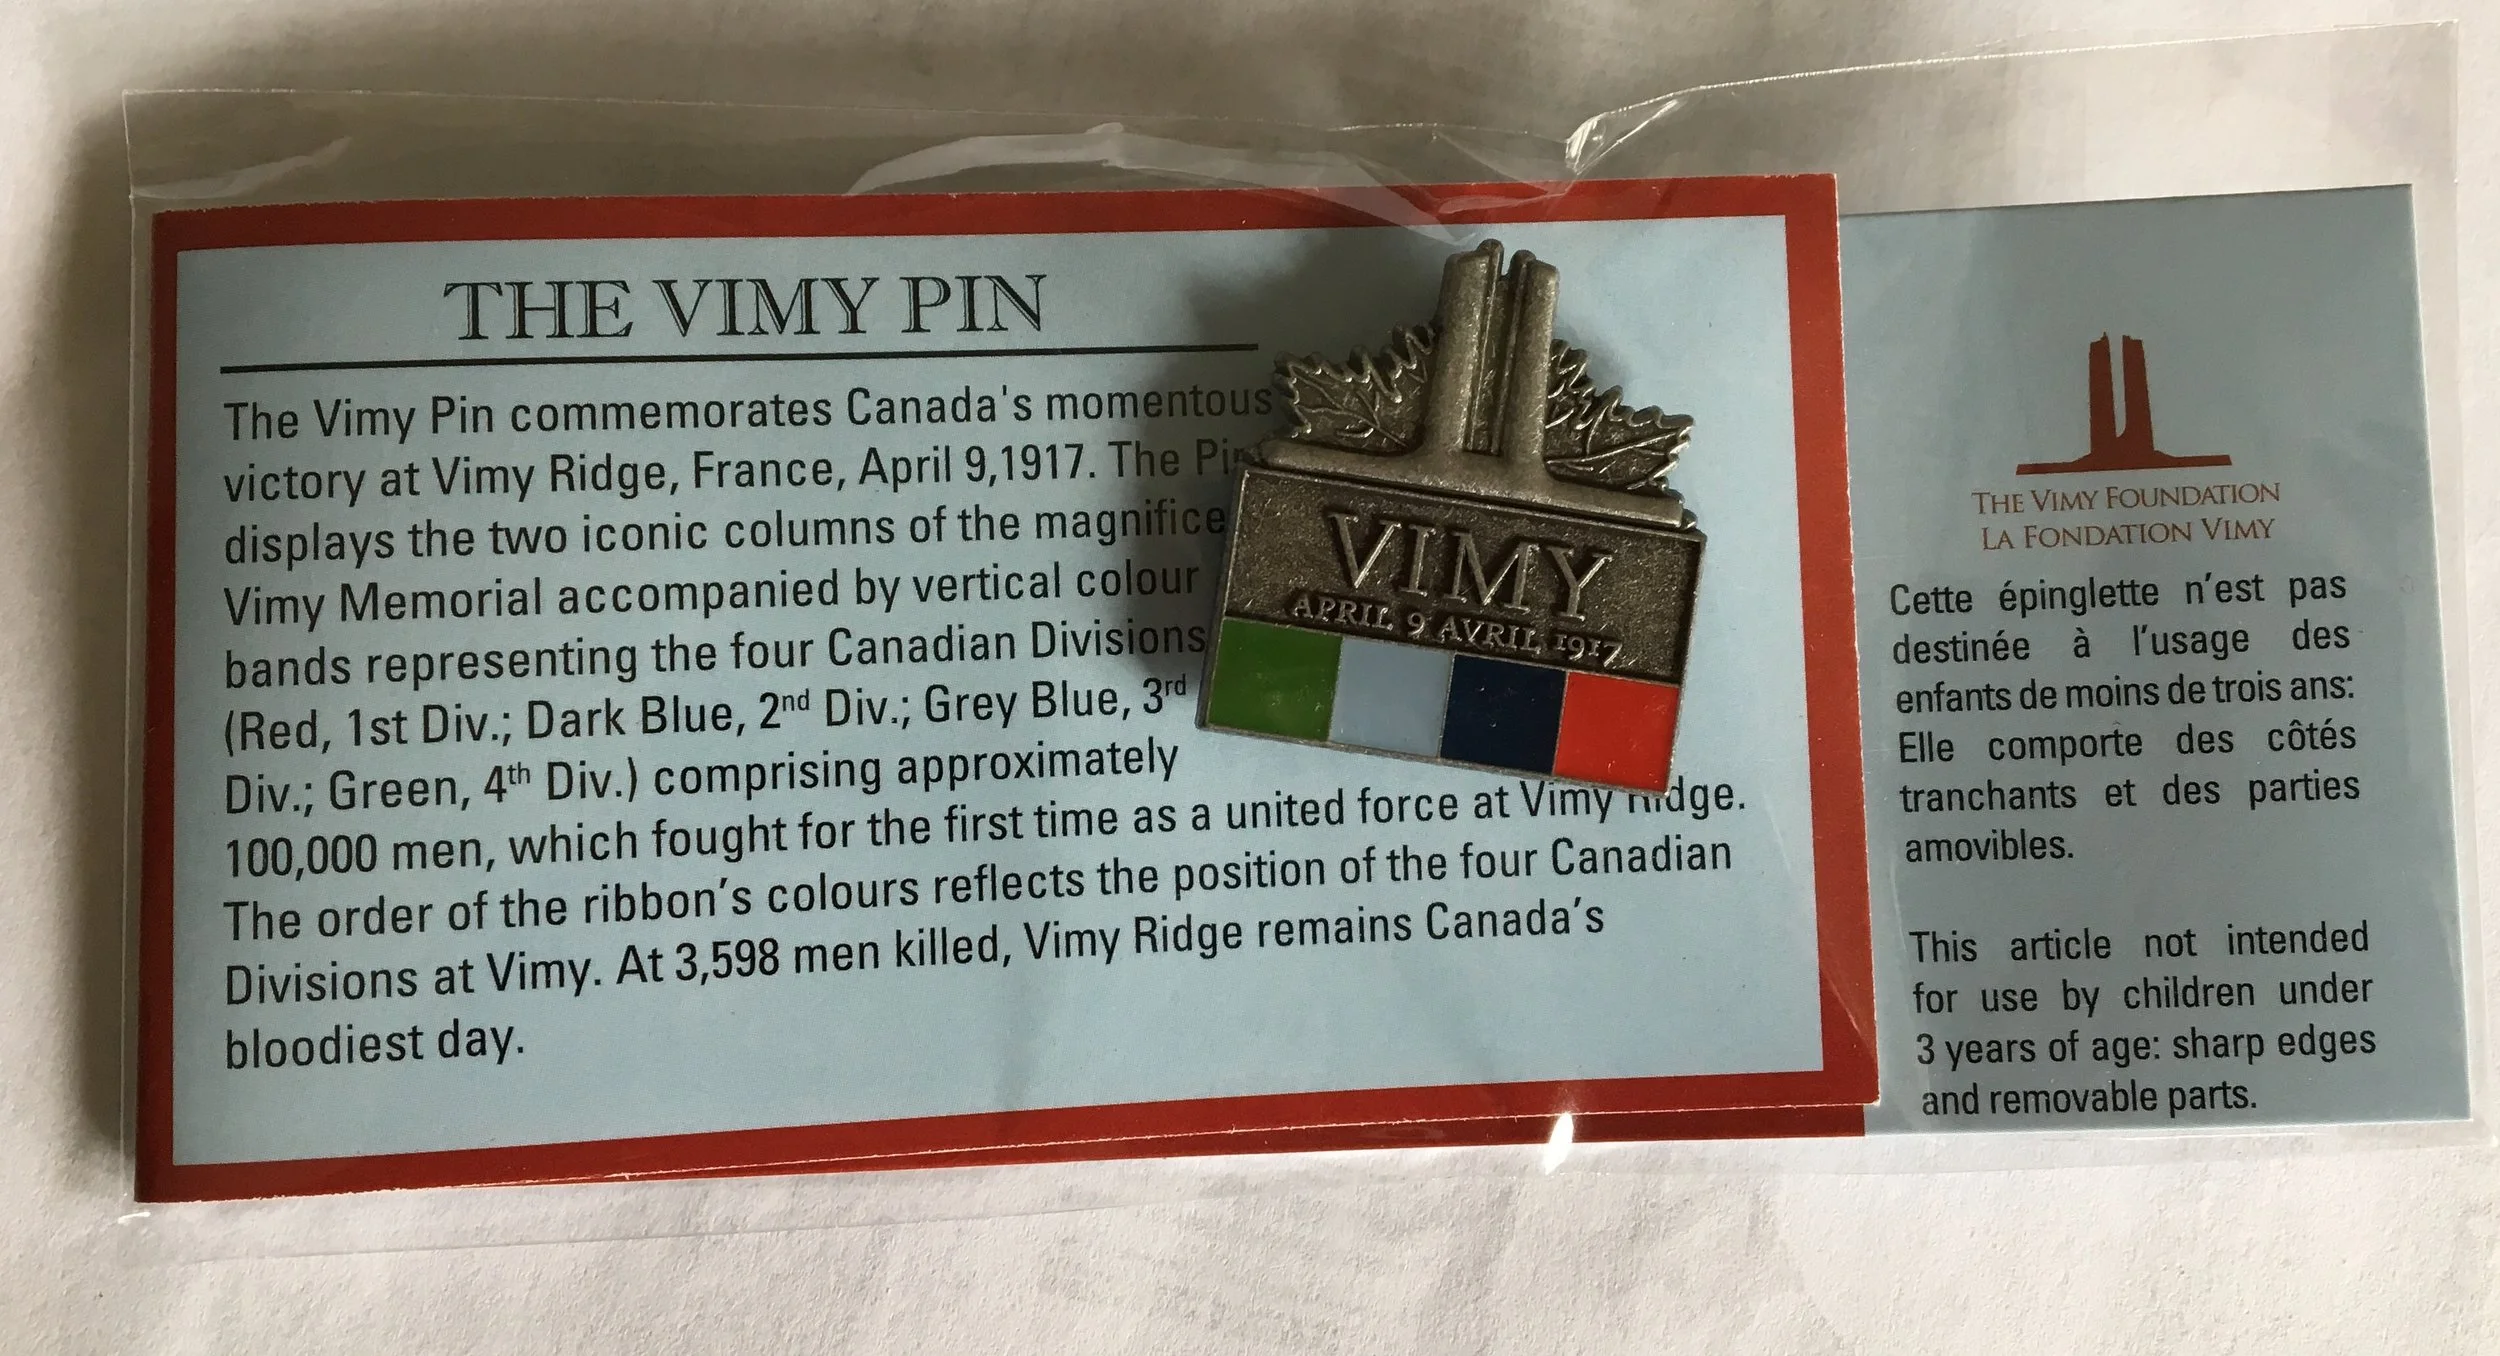 THE VIMY PIN
The Vimy Pin commemorates Canada's momentous
victory at Vimy Ridge, France, April 9,1917. The
displays the two iconic columns of the
Vimy Memorial accompanied by vertical colour
bands representing the four Canadian Divisions
(Red, 1st Div.; Dark Blue, 2nd Div.; Grey Blue, 3rd
Div.; Green, 4th Div.) comprising approximately
100,000 men, which fought for the first time as a united force at Vimy Ridge.
The order of the ribbon's colours reflects the position of the four Canadian
Divisions at Vimy. At 3,598 men killed, Vimy Ridge remains Canada's
bloodiest day.
VIMY
APRIL 9 AVRIL 1917
THE VIMY FOUNDATION
LA FONDATION VIMY
Cette épinglette n'est pas
destinée à l'usage des
enfants de moins de trois ans:
Elle comporte des côtés
tranchants et des parties
amovibles.
This article not intended
for use by children under
3 years of age: sharp edges
and removable parts.